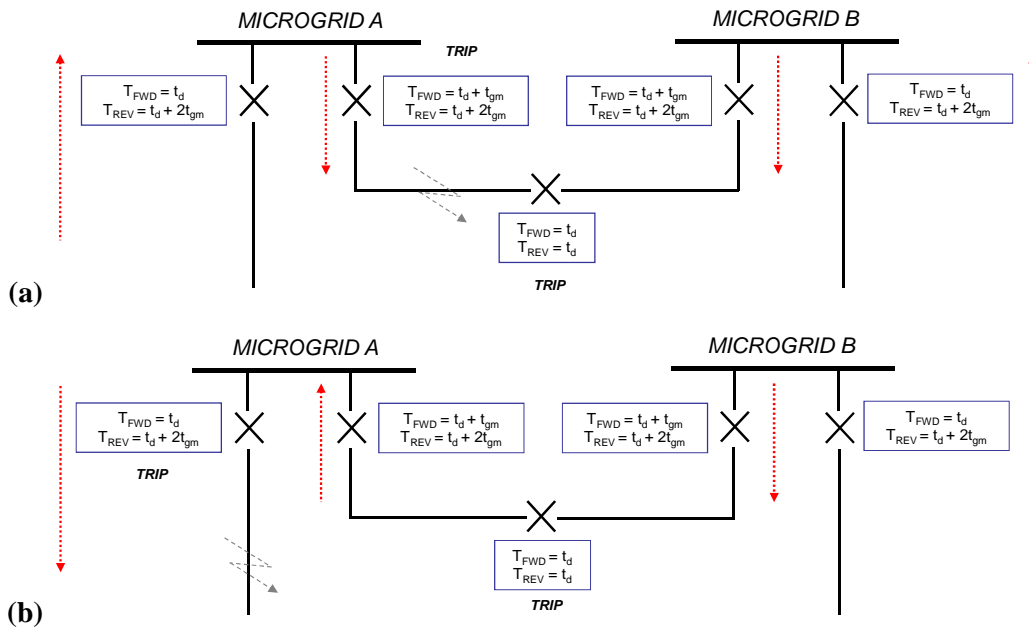 MICROGRID A
MICROGRID B
TRIP
T_FWD = t_d
T_REV = t_d + 2t_gm
T_FWD = t_d + t_gm
T_REV = t_d + 2t_gm
T_FWD = t_d + t_gm
T_REV = t_d + 2t_gm
T_FWD = t_d
T_REV = t_d + 2t_gm
T_FWD = t_d
T_REV = t_d
TRIP
(a)
MICROGRID A
MICROGRID B
T_FWD = t_d
T_REV = t_d + 2t_gm
TRIP
T_FWD = t_d + t_gm
T_REV = t_d + 2t_gm
T_FWD = t_d + t_gm
T_REV = t_d + 2t_gm
T_FWD = t_d
T_REV = t_d + 2t_gm
T_FWD = t_d
T_REV = t_d
TRIP
(b)